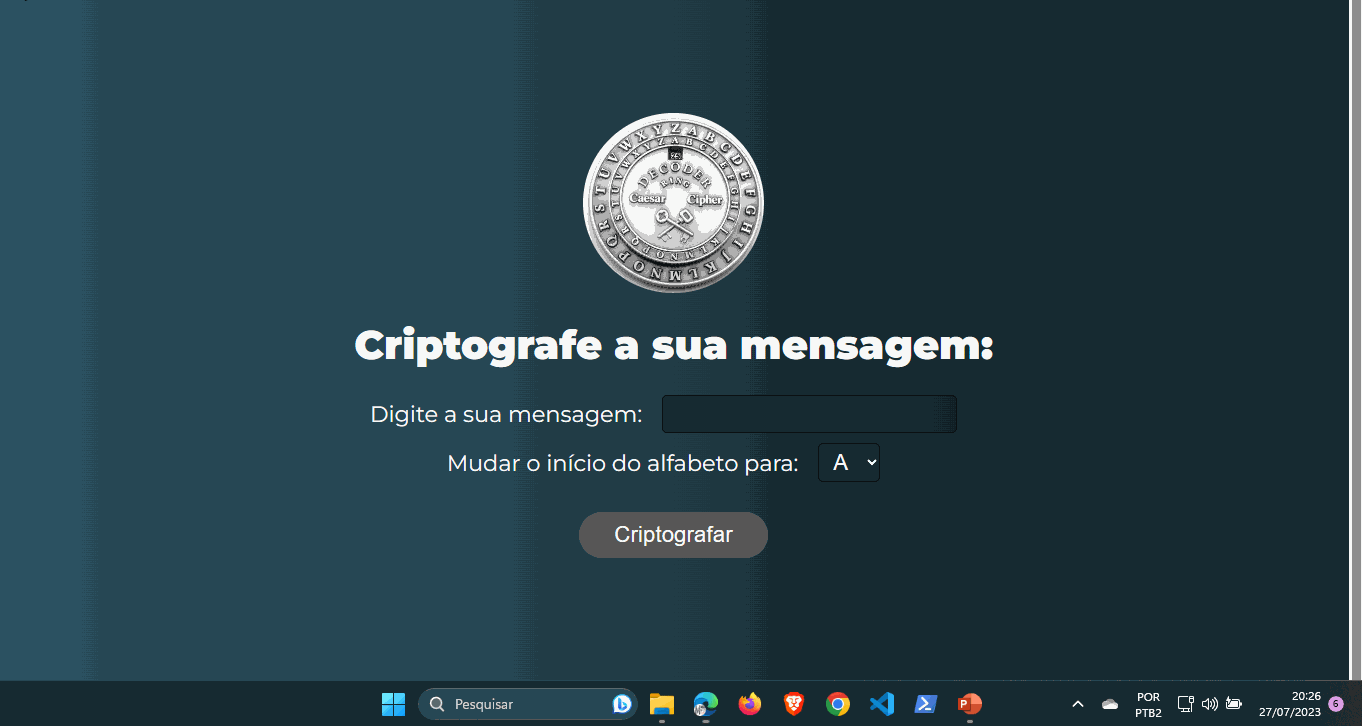 A B C D E F G H I J K L M N O P Q R S T U V W X Y Z
A B C D E F G H I J K L M N O P Q R S T U V W X Y Z
DECODER
RING
Caesar Cipher
Criptografe a sua mensagem:
Digite a sua mensagem:
Mudar o início do alfabeto para: A
Criptografar
Pesquisar
POR
PTB2
20:26
27/07/2023
6